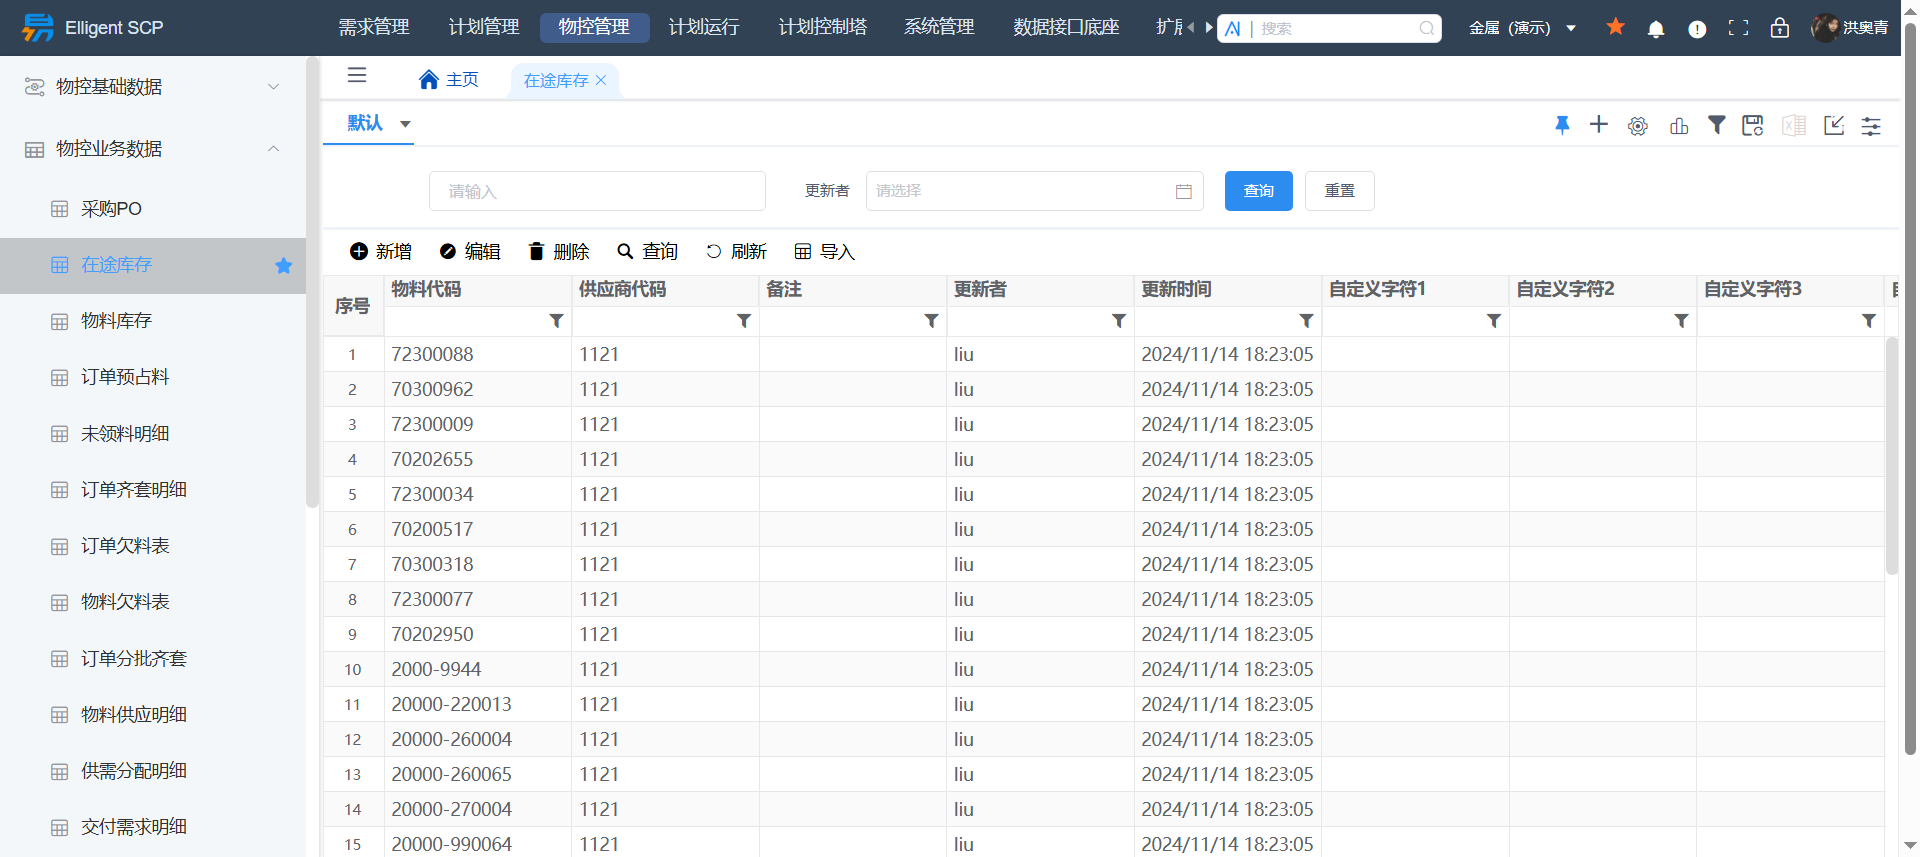 Elligent SCP
需求管理 计划管理 物控管理 计划运行 计划控制塔 系统管理 数据接口底座
搜索
金属（演示）
洪奥青
物控基础数据
物控业务数据
采购PO
在途库存
物料库存
订单预占料
未领料明细
订单齐套明细
订单欠料表
物料欠料表
订单分批齐套
物料供应明细
供需分配明细
交付需求明细
主页 在途库存
默认
请输入 更新者 请选择 查询 重置
新增 编辑 删除 查询 刷新 导入
序号 物料代码 供应商代码 备注 更新者 更新时间 自定义字符1 自定义字符2 自定义字符3
1 72300088 1121 liu 2024/11/14 18:23:05
2 70300962 1121 liu 2024/11/14 18:23:05
3 72300009 1121 liu 2024/11/14 18:23:05
4 70202655 1121 liu 2024/11/14 18:23:05
5 72300034 1121 liu 2024/11/14 18:23:05
6 70200517 1121 liu 2024/11/14 18:23:05
7 70300318 1121 liu 2024/11/14 18:23:05
8 72300077 1121 liu 2024/11/14 18:23:05
9 70202950 1121 liu 2024/11/14 18:23:05
10 2000-9944 1121 liu 2024/11/14 18:23:05
11 20000-220013 1121 liu 2024/11/14 18:23:05
12 20000-260004 1121 liu 2024/11/14 18:23:05
13 20000-260065 1121 liu 2024/11/14 18:23:05
14 20000-270004 1121 liu 2024/11/14 18:23:05
15 20000-990064 1121 liu 2024/11/14 18:23:05